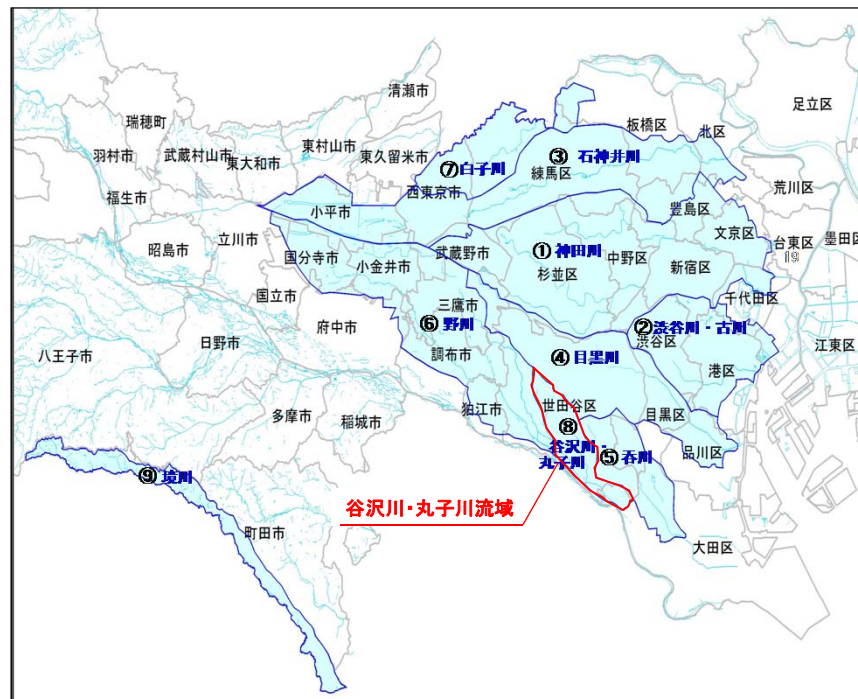 清瀬市
足立区
瑞穂町
板橋区
北区
東村山市
羽村市
武蔵村山市
東大和市
東久留米市
③ 石神井川
⑦白子川
練馬区
荒川区
福生市
西東京市
小平市
豊島区
文京区
昭島市
立川市
国分寺市
武蔵野市
①神田川
中野区
台東区
墨田区
小金井市
杉並区
新宿区
国立市
千代田区
三鷹市
府中市
⑥ 野川
②渋谷川・古川
渋谷区
八王子市
日野市
調布市
④目黒川
港区
江東区
多摩市
稲城市
狛江市
世田谷区
目黒区
⑧
谷沢川・
丸子川
⑤呑川
品川区
⑨境川
谷沢川・丸子川流域
町田市
大田区